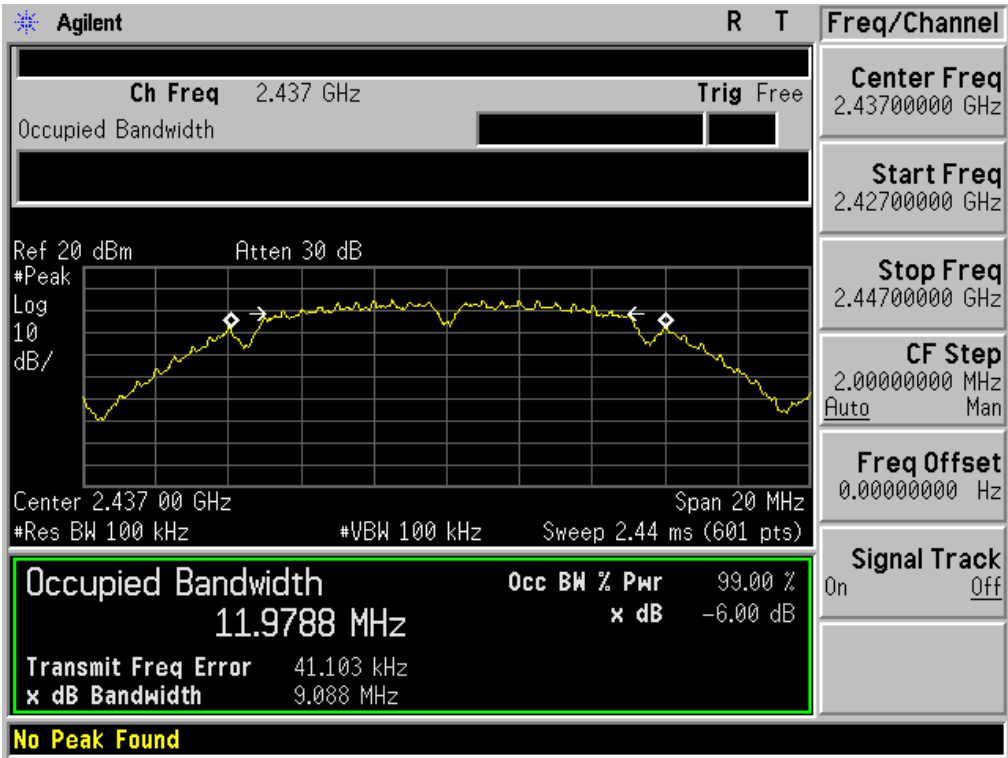 Agilent R T Freq/Channel
Ch Freq 2.437 GHz Trig Free
Occupied Bandwidth
Center Freq
2.43700000 GHz
Start Freq
2.42700000 GHz
Stop Freq
2.44700000 GHz
CF Step
2.00000000 MHz
Auto Man
Freq Offset
0.00000000 Hz
Signal Track
On Off
Ref 20 dBm Atten 30 dB
#Peak
Log
10
dB/
Center 2.437 00 GHz Span 20 MHz
#Res BW 100 kHz #VBW 100 kHz Sweep 2.44 ms (601 pts)
Occupied Bandwidth Occ BW % Pwr 99.00 %
11.9788 MHz x dB -6.00 dB
Transmit Freq Error 41.103 kHz
x dB Bandwidth 9.088 MHz
No Peak Found